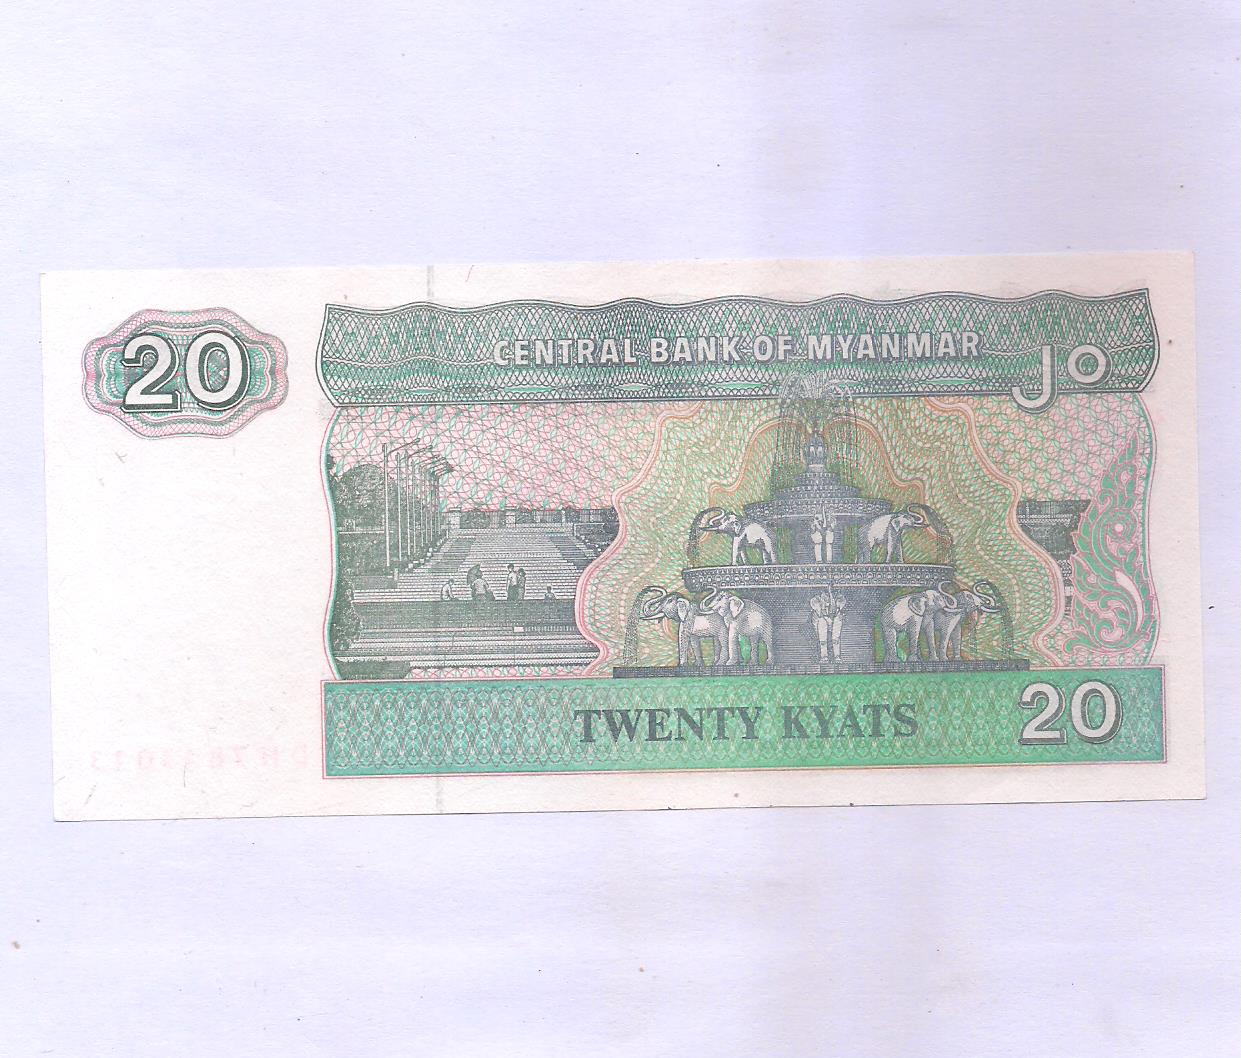 20
CENTRAL BANK OF MYANMAR
၂၀
TWENTY KYATS
20